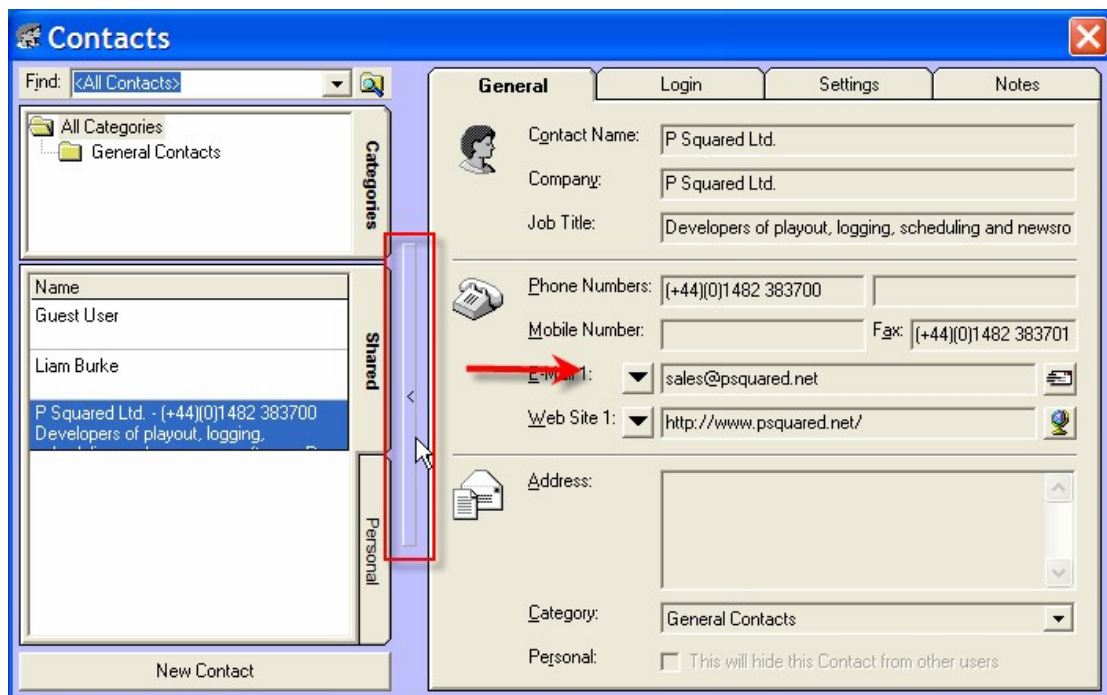 Contacts
Find: <All Contacts>
All Categories
General Contacts
Categories
Name
Guest User
Liam Burke
P Squared Ltd. - (+44)(0)1482 383700
Developers of playout, logging,
Shared
Personal
New Contact
<
General Login Settings Notes
Contact Name: P Squared Ltd.
Company: P Squared Ltd.
Job Title: Developers of playout, logging, scheduling and newsro
Phone Numbers: (+44)(0)1482 383700
Mobile Number: Fax: (+44)(0)1482 383701
E-Mail 1: sales@psquared.net
Web Site 1: http://www.psquared.net/
Address:
Category: General Contacts
Personal: This will hide this Contact from other users